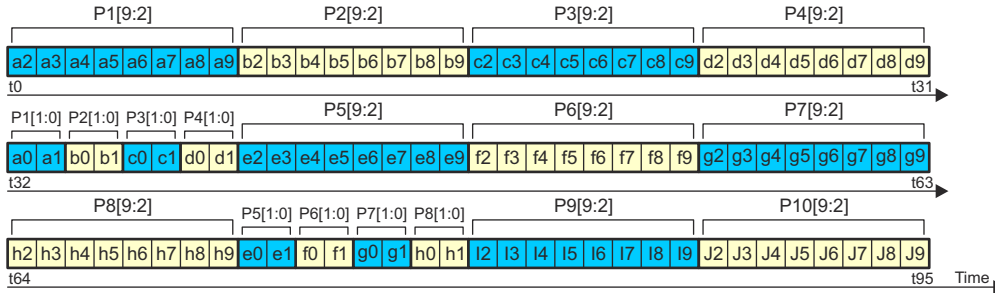 P1[9:2] P2[9:2] P3[9:2] P4[9:2]
a2 a3 a4 a5 a6 a7 a8 a9 b2 b3 b4 b5 b6 b7 b8 b9 c2 c3 c4 c5 c6 c7 c8 c9 d2 d3 d4 d5 d6 d7 d8 d9
t0 t31
P1[1:0] P2[1:0] P3[1:0] P4[1:0] P5[9:2] P6[9:2] P7[9:2]
a0 a1 b0 b1 c0 c1 d0 d1 e2 e3 e4 e5 e6 e7 e8 e9 f2 f3 f4 f5 f6 f7 f8 f9 g2 g3 g4 g5 g6 g7 g8 g9
t32 t63
P8[9:2] P5[1:0] P6[1:0] P7[1:0] P8[1:0] P9[9:2] P10[9:2]
h2 h3 h4 h5 h6 h7 h8 h9 e0 e1 f0 f1 g0 g1 h0 h1 I2 I3 I4 I5 I6 I7 I8 I9 J2 J3 J4 J5 J6 J7 J8 J9
t64 t95 Time